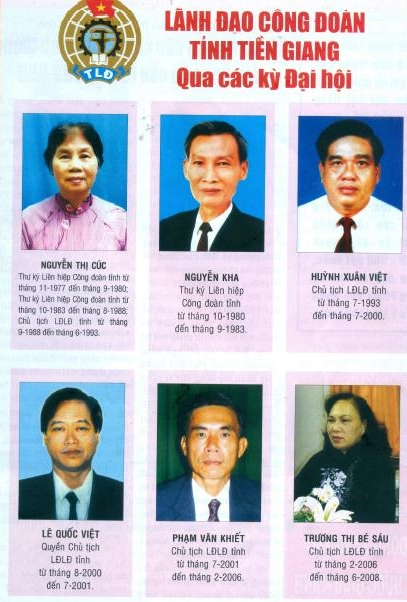 TLĐ
LÃNH ĐẠO CÔNG ĐOÀN
TỈNH TIỀN GIANG
Qua các kỳ Đại hội
NGUYỄN THỊ CÚC
Thư ký Liên hiệp Công đoàn tỉnh từ
tháng 11-1977 đến tháng 9-1980;
Thư ký Liên hiệp Công đoàn tỉnh từ
tháng 10-1983 đến tháng 8-1988;
Chủ tịch LĐLĐ tỉnh từ tháng
9-1988 đến tháng 6-1993.
NGUYỄN KHA
Thư ký Liên hiệp
Công đoàn tỉnh
từ tháng 10-1980
đến tháng 9-1983.
HUỲNH XUÂN VIỆT
Chủ tịch LĐLĐ tỉnh
từ tháng 7-1993
đến tháng 7-2000.
LÊ QUỐC VIỆT
Quyền Chủ tịch
LĐLĐ tỉnh
từ tháng 8-2000
đến 7-2001.
PHẠM VĂN KHIẾT
Chủ tịch LĐLĐ tỉnh
từ tháng 7-2001
đến tháng 2-2006.
TRƯƠNG THỊ BÉ SÁU
Chủ tịch LĐLĐ tỉnh
từ tháng 2-2006
đến tháng 6-2008.